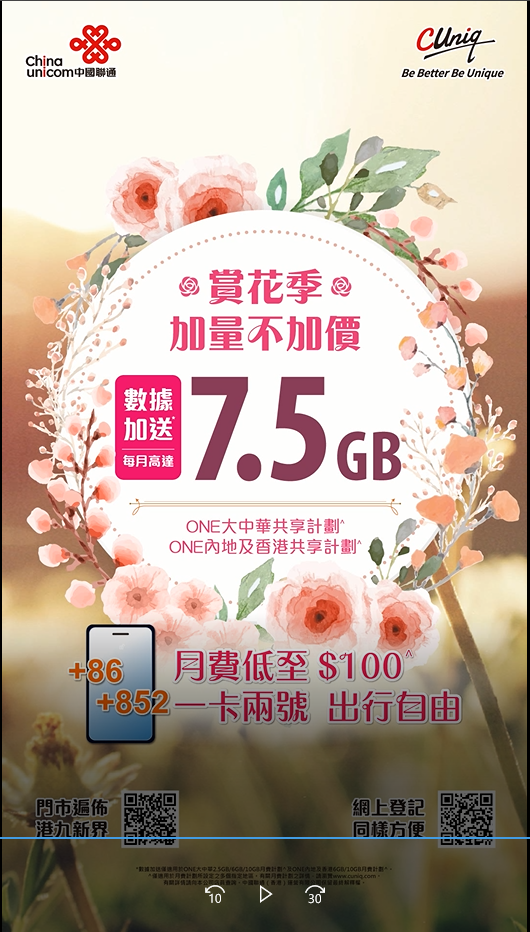 China
unicom中國聯通
CUniq
Be Better Be Unique
賞花季
加量不加價
數據
加送*
每月高達
7.5GB
ONE大中華共享計劃^
ONE內地及香港共享計劃^
+86
+852
月費低至 $100^
一卡兩號 出行自由
門市遍佈
港九新界
網上登記
同樣方便
10
30